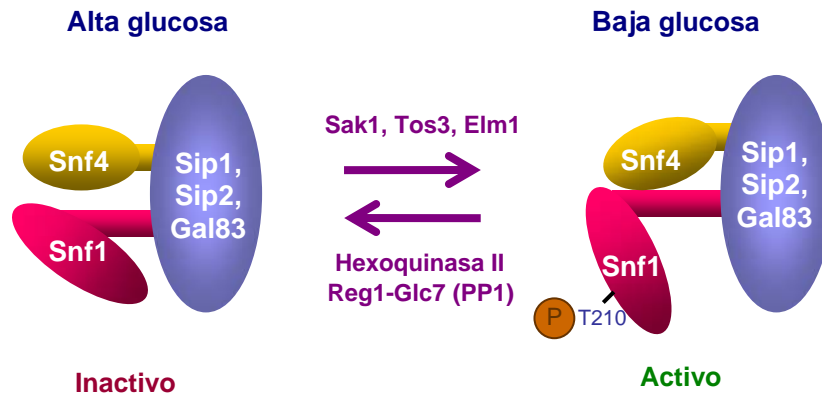 Alta glucosa
Baja glucosa
Snf4
Sip1,
Sip2,
Gal83
Snf1
Sak1, Tos3, Elm1
Hexoquinasa II
Reg1-Glc7 (PP1)
Snf4
Sip1,
Sip2,
Gal83
Snf1
P
T210
Inactivo
Activo